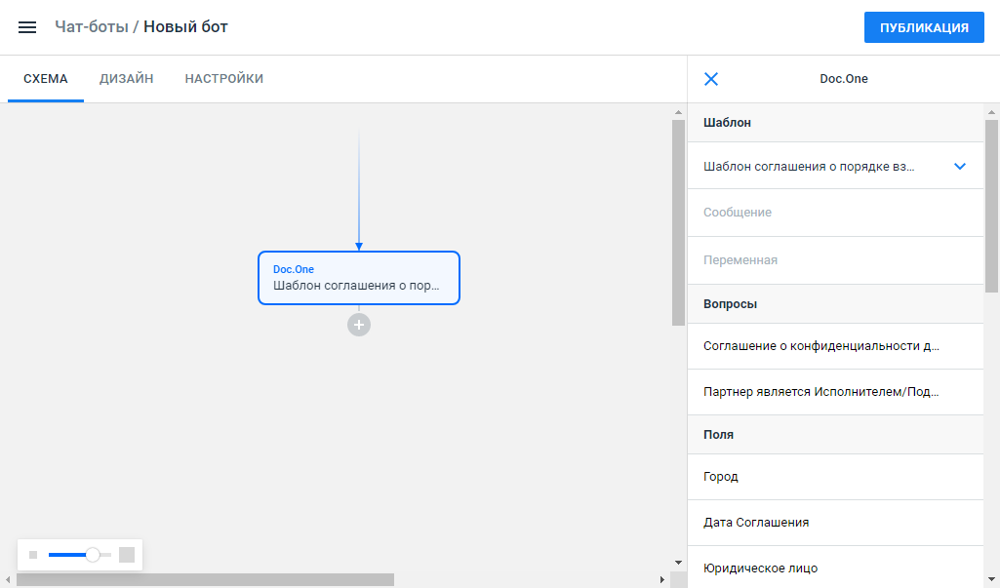 Чат-боты / Новый бот
ПУБЛИКАЦИЯ
СХЕМА
ДИЗАЙН
НАСТРОЙКИ
Doc.One
Шаблон соглашения о пор...
Doc.One
Шаблон
Шаблон соглашения о порядке вз...
Сообщение
Переменная
Вопросы
Соглашение о конфиденциальности д...
Партнер является Исполнителем/Под...
Поля
Город
Дата Соглашения
Юридическое лицо